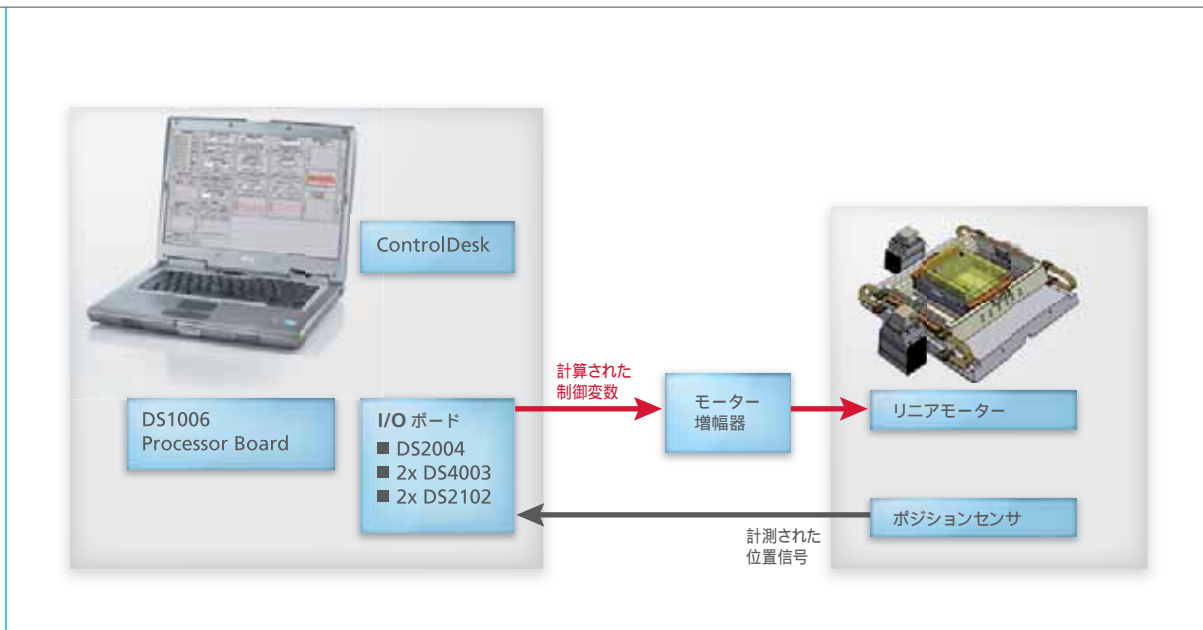 ControlDesk
DS1006
Processor Board
I/O ボード
■ DS2004
■ 2x DS4003
■ 2x DS2102
計算された
制御変数
モーター
増幅器
リニアモーター
ポジションセンサ
計測された
位置信号